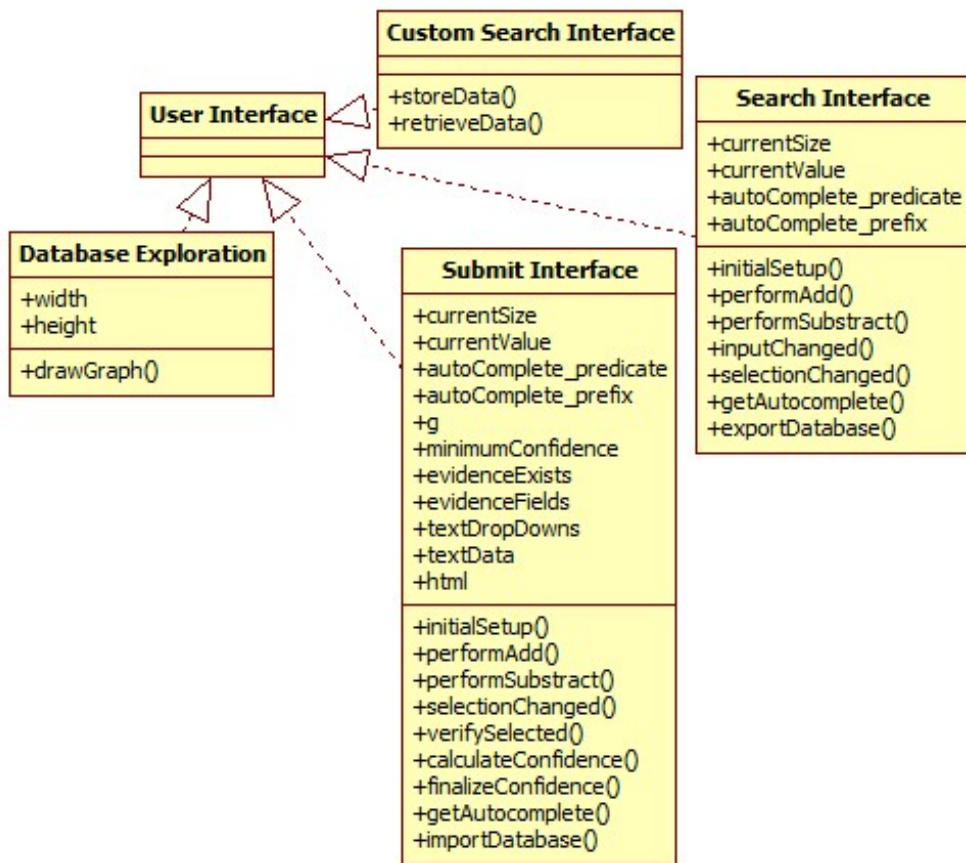 Custom Search Interface
+storeData()
+retrieveData()
User Interface
Search Interface
+currentSize
+currentValue
+autoComplete_predicate
+autoComplete_prefix
+initialSetup()
+performAdd()
+performSubstract()
+inputChanged()
+selectionChanged()
+getAutocomplete()
+exportDatabase()
Database Exploration
+width
+height
+drawGraph()
Submit Interface
+currentSize
+currentValue
+autoComplete_predicate
+autoComplete_prefix
+g
+minimumConfidence
+evidenceExists
+evidenceFields
+textDropDowns
+textData
+html
+initialSetup()
+performAdd()
+performSubstract()
+selectionChanged()
+verifySelected()
+calculateConfidence()
+finalizeConfidence()
+getAutocomplete()
+importDatabase()